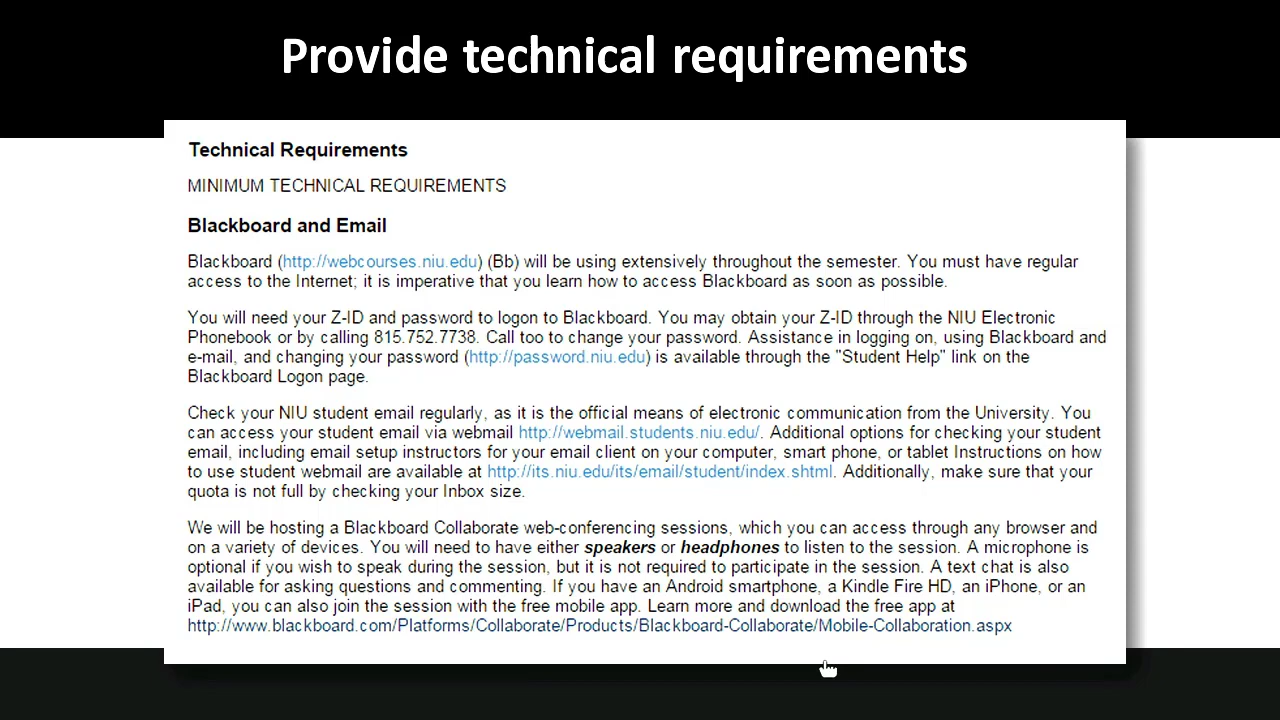 Provide technical requirements
Technical Requirements
MINIMUM TECHNICAL REQUIREMENTS
Blackboard and Email
Blackboard (http://webcourses.niu.edu) (Bb) will be using extensively throughout the semester. You must have regular
access to the Internet; it is imperative that you learn how to access Blackboard as soon as possible.
You will need your Z-ID and password to logon to Blackboard. You may obtain your Z-ID through the NIU Electronic
Phonebook or by calling 815.752.7738. Call too to change your password. Assistance in logging on, using Blackboard and
e-mail, and changing your password (http://password.niu.edu) is available through the "Student Help" link on the
Blackboard Logon page.
Check your NIU student email regularly, as it is the official means of electronic communication from the University. You
can access your student email via webmail http://webmail.students.niu.edu/. Additional options for checking your student
email, including email setup instructors for your email client on your computer, smart phone, or tablet Instructions on how
to use student webmail are available at http://its.niu.edu/its/email/student/index.shtml. Additionally, make sure that your
quota is not full by checking your Inbox size.
We will be hosting a Blackboard Collaborate web-conferencing sessions, which you can access through any browser and
on a variety of devices. You will need to have either speakers or headphones to listen to the session. A microphone is
optional if you wish to speak during the session, but it is not required to participate in the session. A text chat is also
available for asking questions and commenting. If you have an Android smartphone, a Kindle Fire HD, an iPhone, or an
iPad, you can also join the session with the free mobile app. Learn more and download the free app at
http://www.blackboard.com/Platforms/Collaborate/Products/Blackboard-Collaborate/Mobile-Collaboration.aspx